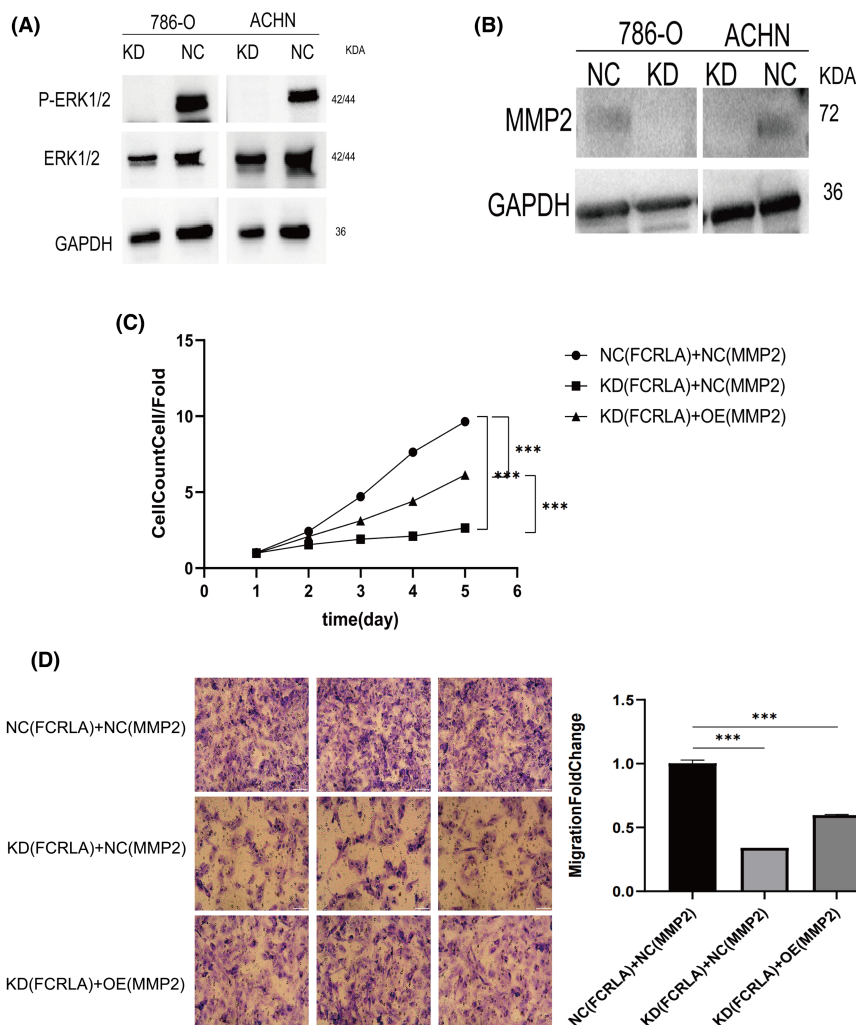 (A)
786-O ACHN
KD NC KD NC KDA
P-ERK1/2 42/44
ERK1/2 42/44
GAPDH 36
(B)
786-O ACHN
NC KD KD NC KDA
MMP2 72
GAPDH 36
(C)
15
10
5
0
CellCountCell/Fold
0 1 2 3 4 5 6
time(day)
NC(FCRLA)+NC(MMP2)
KD(FCRLA)+NC(MMP2)
KD(FCRLA)+OE(MMP2)
***
***
***
(D)
NC(FCRLA)+NC(MMP2)
KD(FCRLA)+NC(MMP2)
KD(FCRLA)+OE(MMP2)
MigrationFoldChange
1.5
1.0
0.5
0.0
***
***
NC(FCRLA)+NC(MMP2)
KD(FCRLA)+NC(MMP2)
KD(FCRLA)+OE(MMP2)